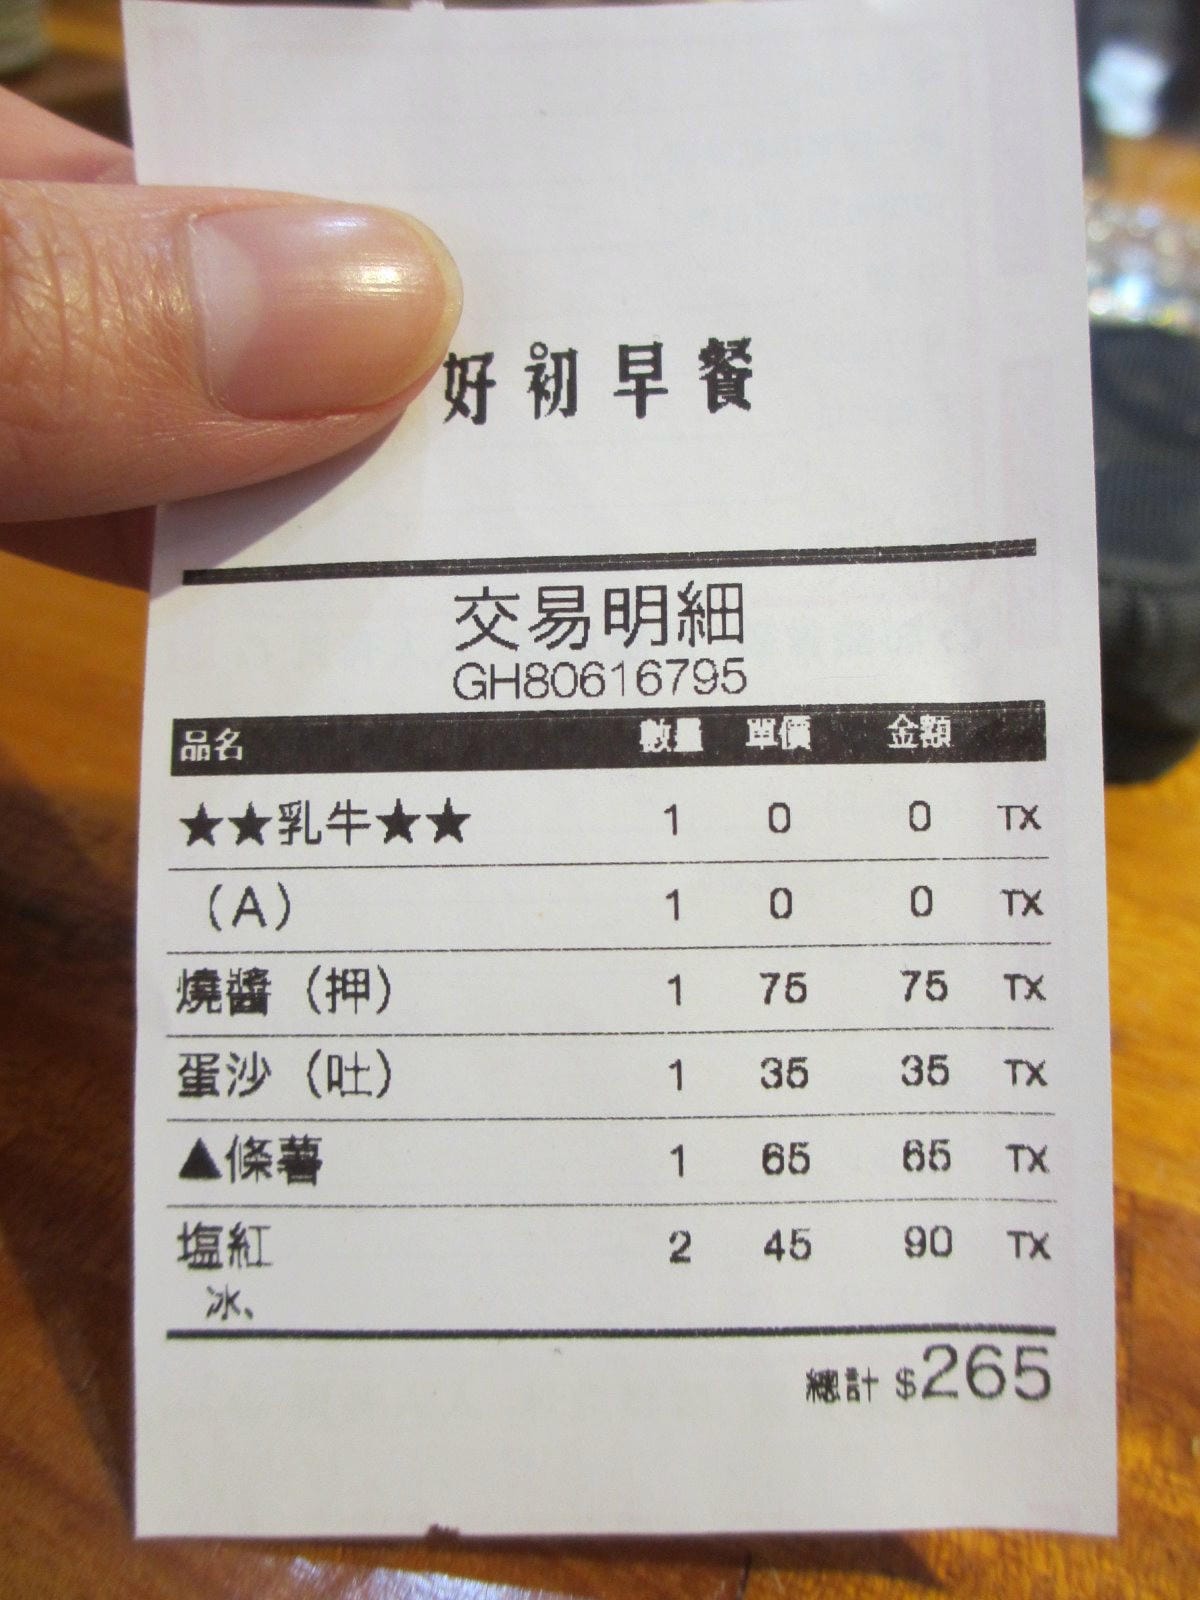 好初早餐
交易明細
GH80616795
品名 數量 單價 金額
★★乳牛★★ 1 0 0 TX
（A） 1 0 0 TX
燒醬（押） 1 75 75 TX
蛋沙（吐） 1 35 35 TX
▲條薯 1 65 65 TX
塩紅 2 45 90 TX
冰、
總計 $265